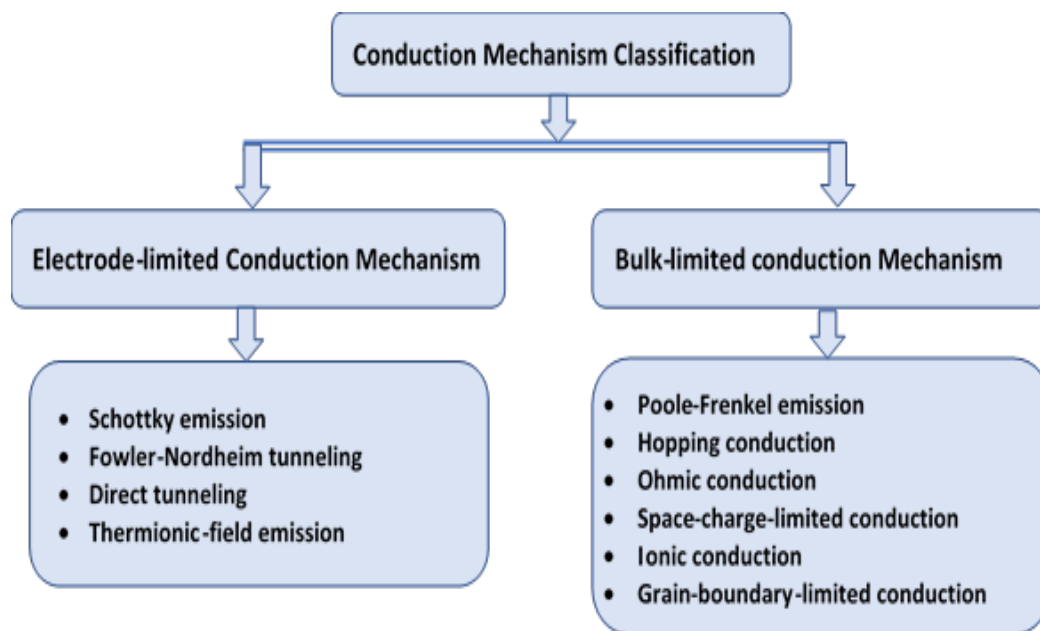 Conduction Mechanism Classification
Electrode-limited Conduction Mechanism
Bulk-limited conduction Mechanism
• Schottky emission
• Fowler-Nordheim tunneling
• Direct tunneling
• Thermionic-field emission
• Poole-Frenkel emission
• Hopping conduction
• Ohmic conduction
• Space-charge-limited conduction
• Ionic conduction
• Grain-boundary-limited conduction